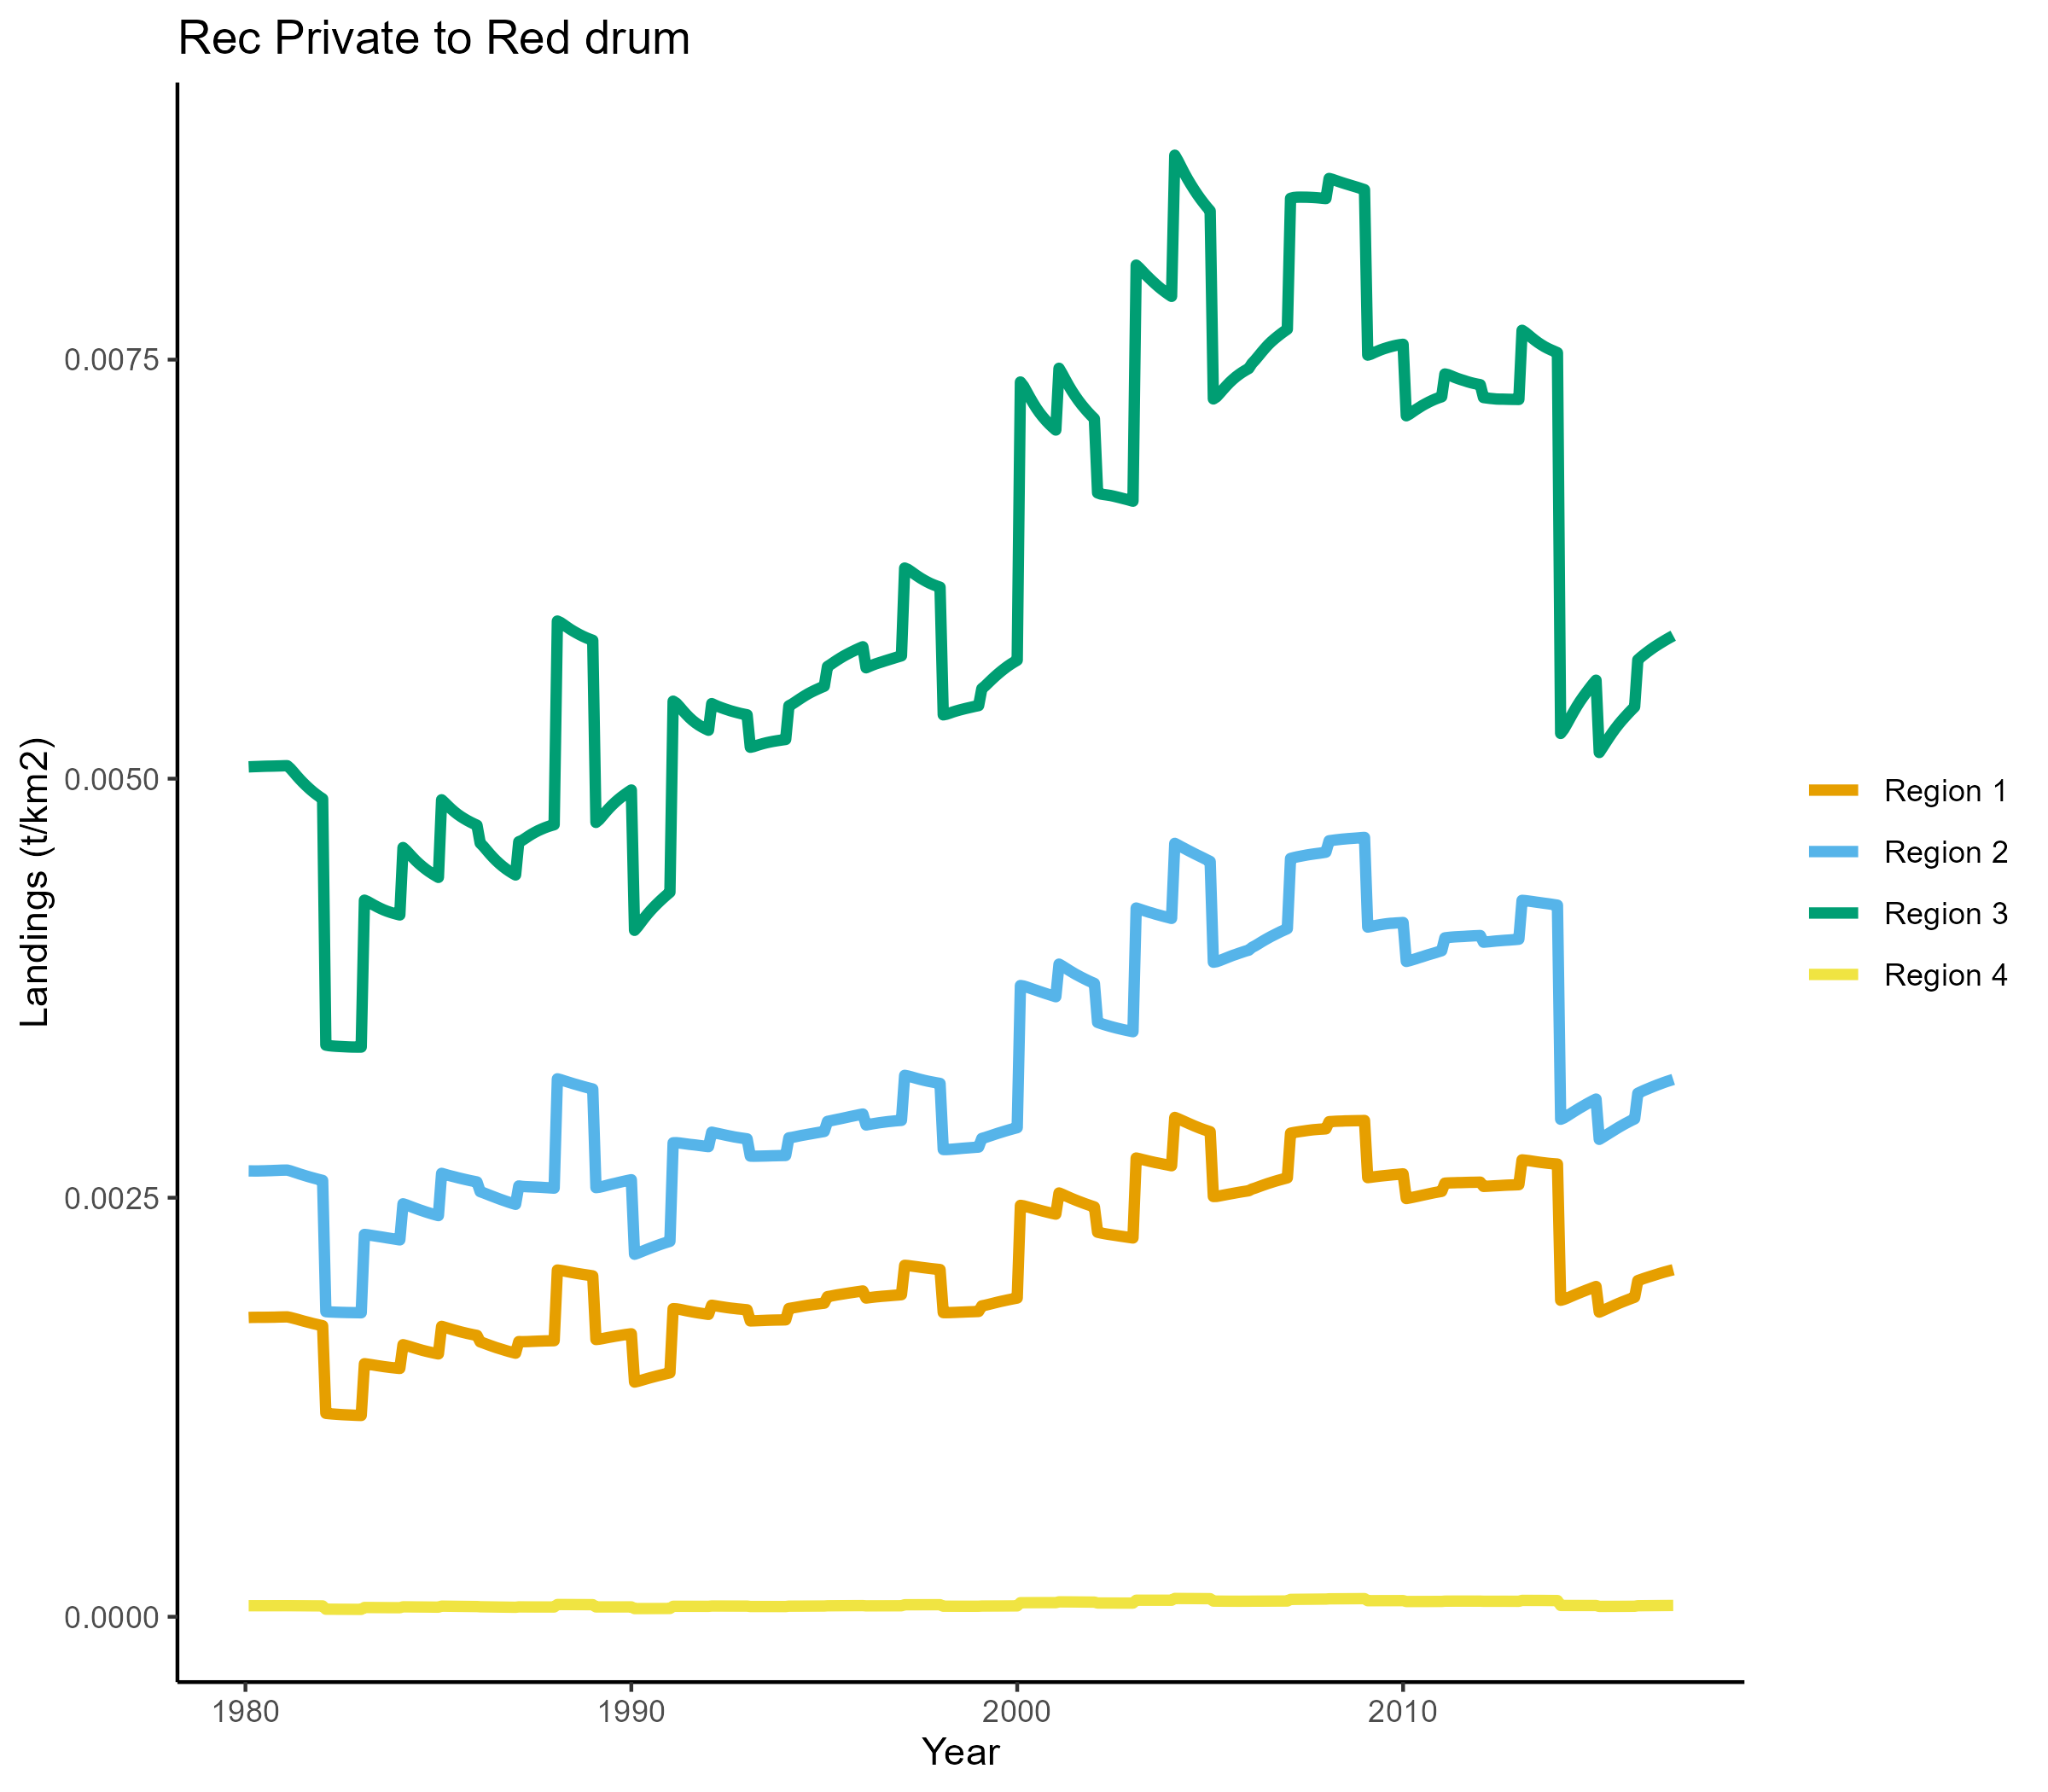 Rec Private to Red drum
Landings (t/km2)
0.0075
0.0050
0.0025
0.0000
1980
1990
2000
2010
Year
Region 1
Region 2
Region 3
Region 4